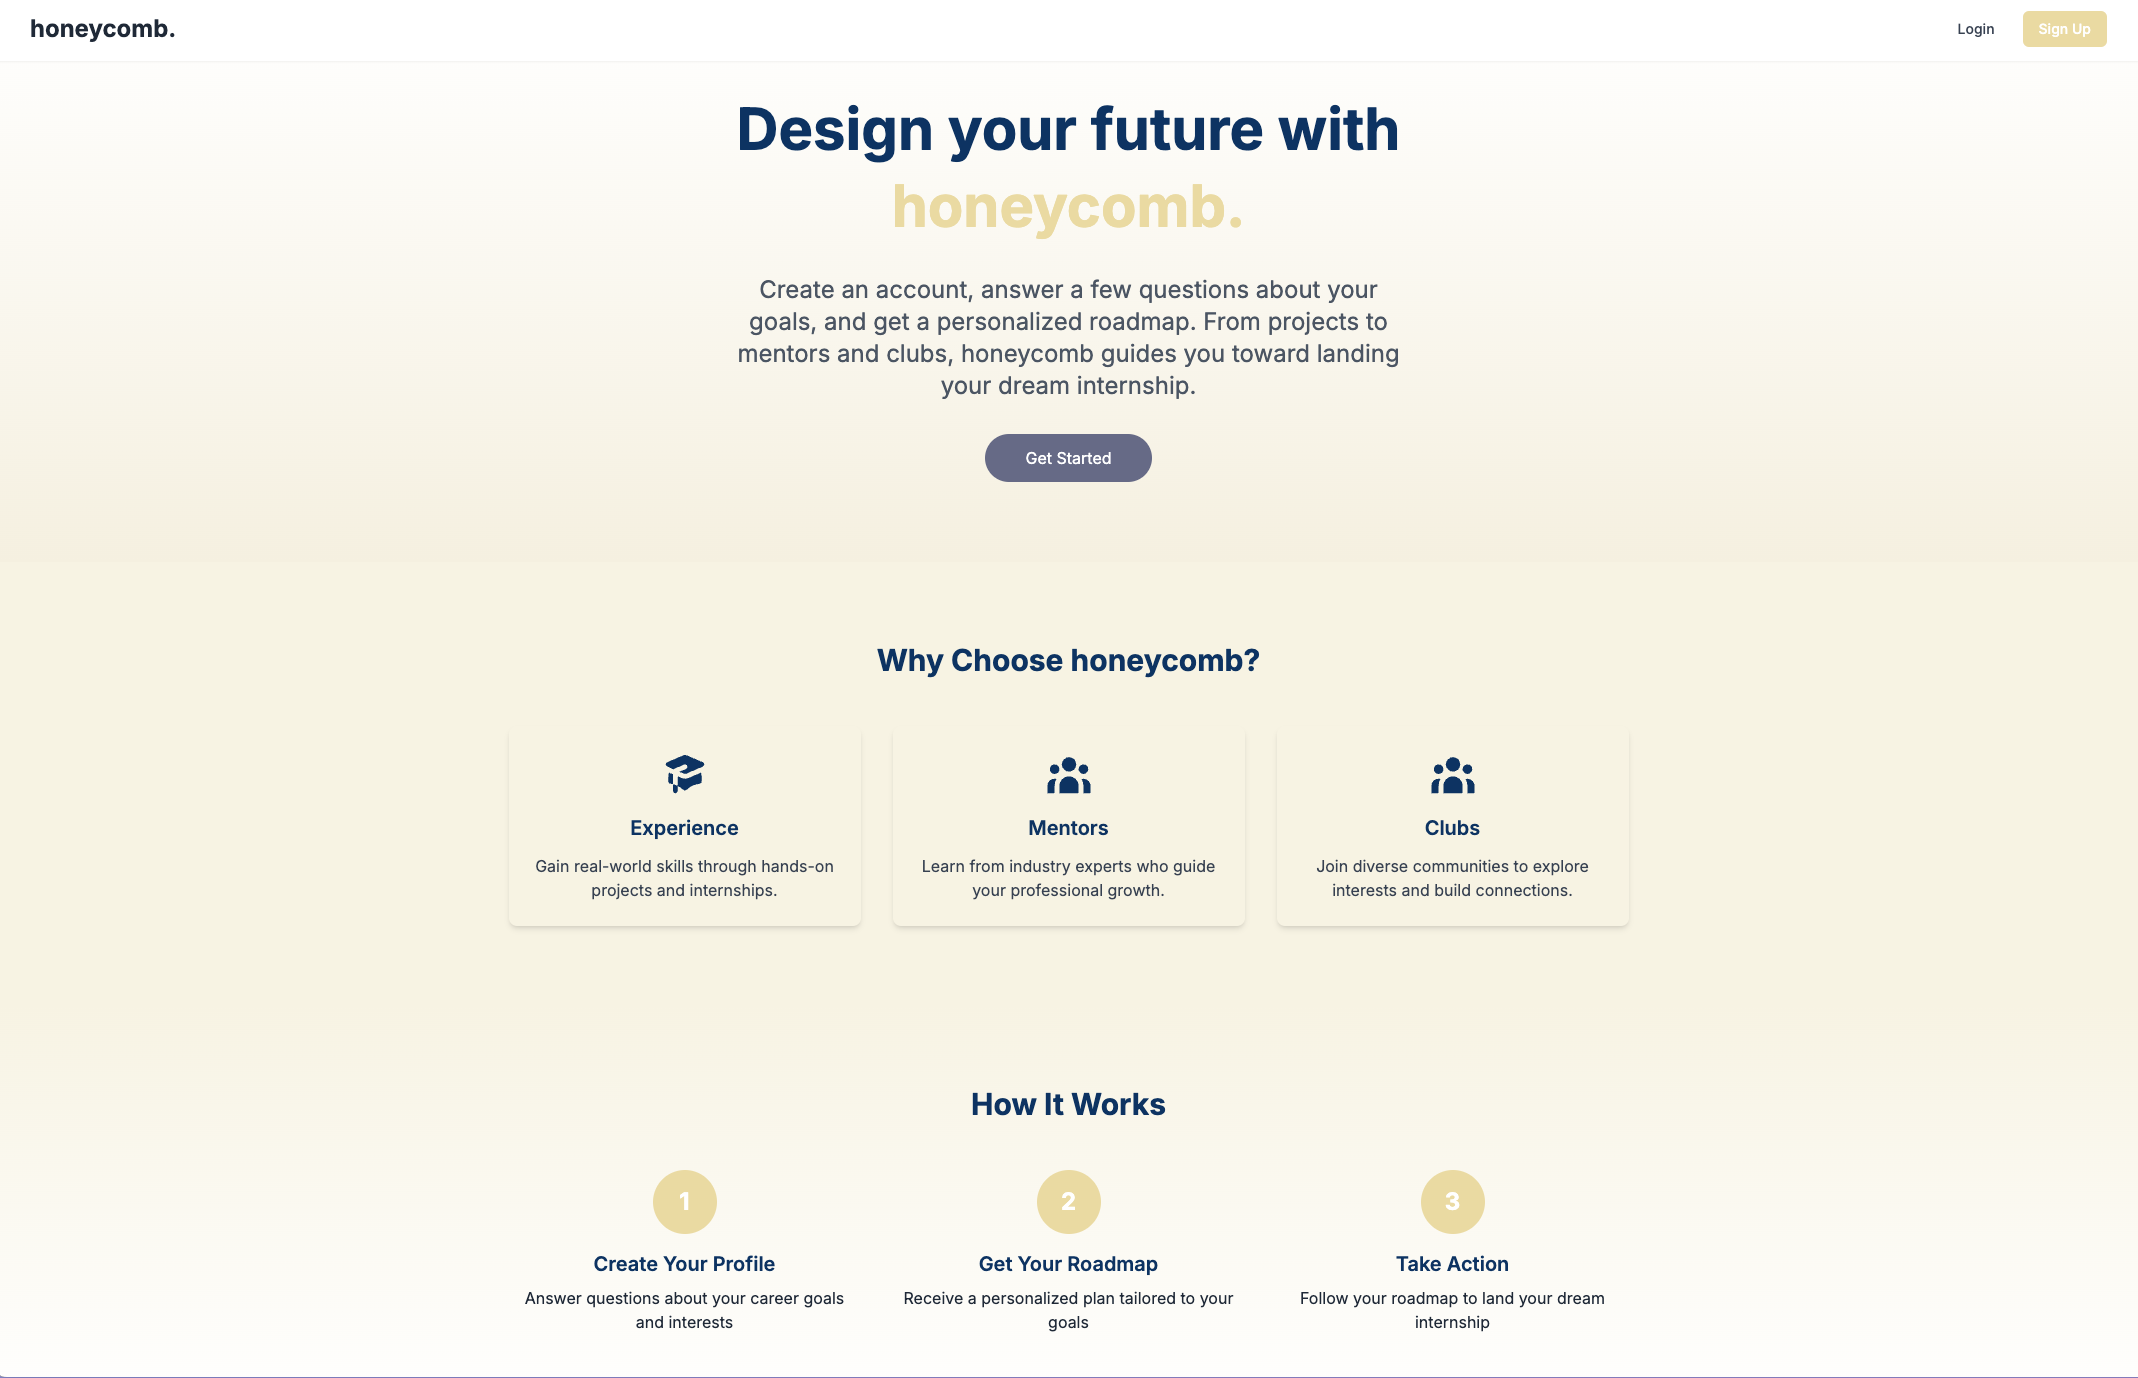 honeycomb.
Login
Sign Up
Design your future with
honeycomb.
Create an account, answer a few questions about your
goals, and get a personalized roadmap. From projects to
mentors and clubs, honeycomb guides you toward landing
your dream internship.
Get Started
Why Choose honeycomb?
Experience
Gain real-world skills through hands-on
projects and internships.
Mentors
Learn from industry experts who guide
your professional growth.
Clubs
Join diverse communities to explore
interests and build connections.
How It Works
1
Create Your Profile
Answer questions about your career goals
and interests
2
Get Your Roadmap
Receive a personalized plan tailored to your
goals
3
Take Action
Follow your roadmap to land your dream
internship